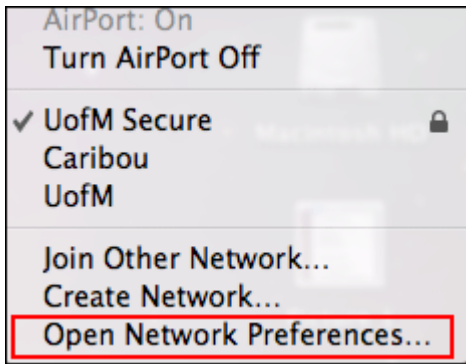 AirPort: On
Turn AirPort Off
UofM Secure
Caribou
UofM
Join Other Network...
Create Network...
Open Network Preferences...